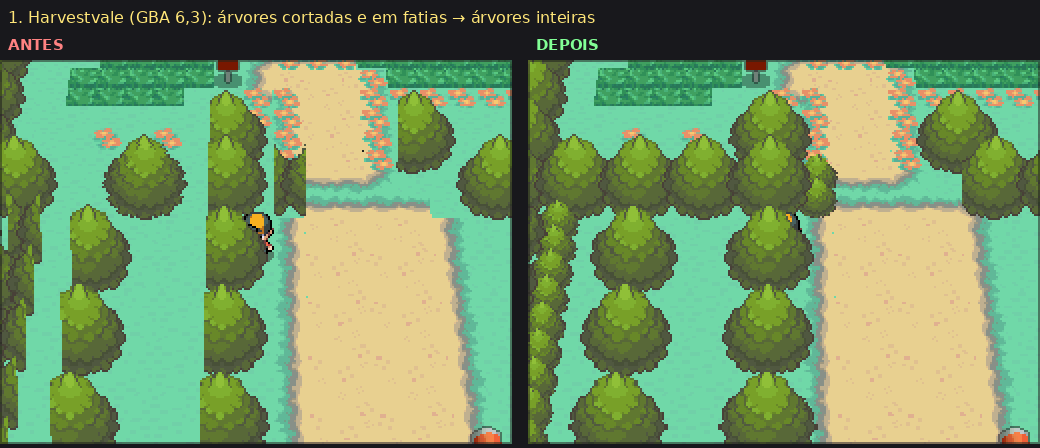 1. Harvestvale (GBA 6,3): árvores cortadas e em fatias → árvores inteiras
ANTES
DEPOIS